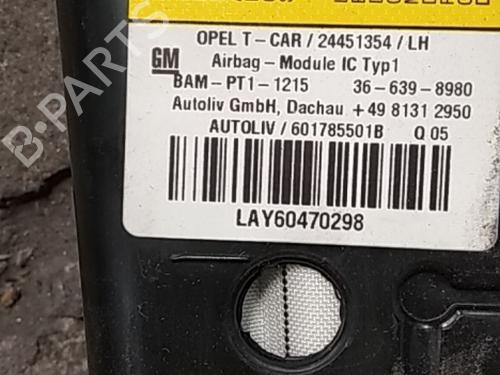 OPEL T-CAR / 24451354 / LH
GM Airbag-Module IC Typ1
BAM-PT1-1215 36-639-8980
Autoliv GmbH, Dachau +49 8131 2950
AUTOLIV / 601785501B Q 05
LAY60470298